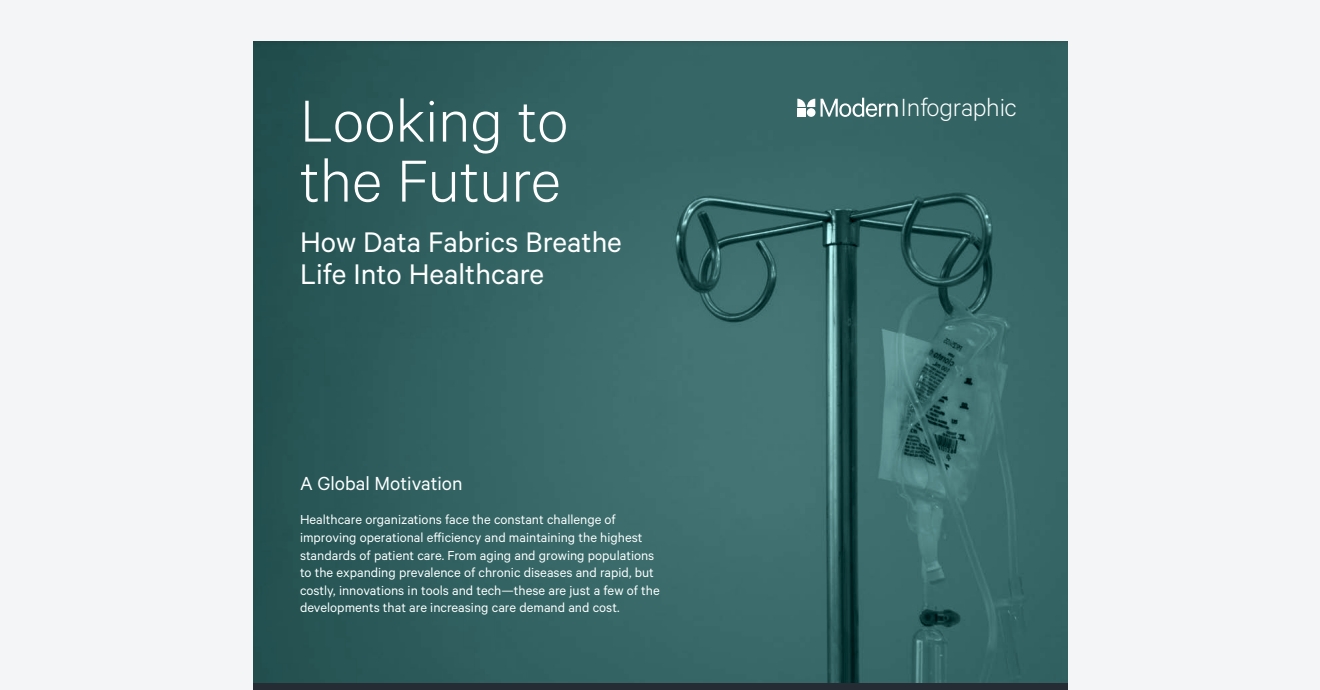 Looking to
the Future
ModernInfographic
How Data Fabrics Breathe
Life Into Healthcare
A Global Motivation
Healthcare organizations face the constant challenge of
improving operational efficiency and maintaining the highest
standards of patient care. From aging and growing populations
to the expanding prevalence of chronic diseases and rapid, but
costly, innovations in tools and tech—these are just a few of the
developments that are increasing care demand and cost.